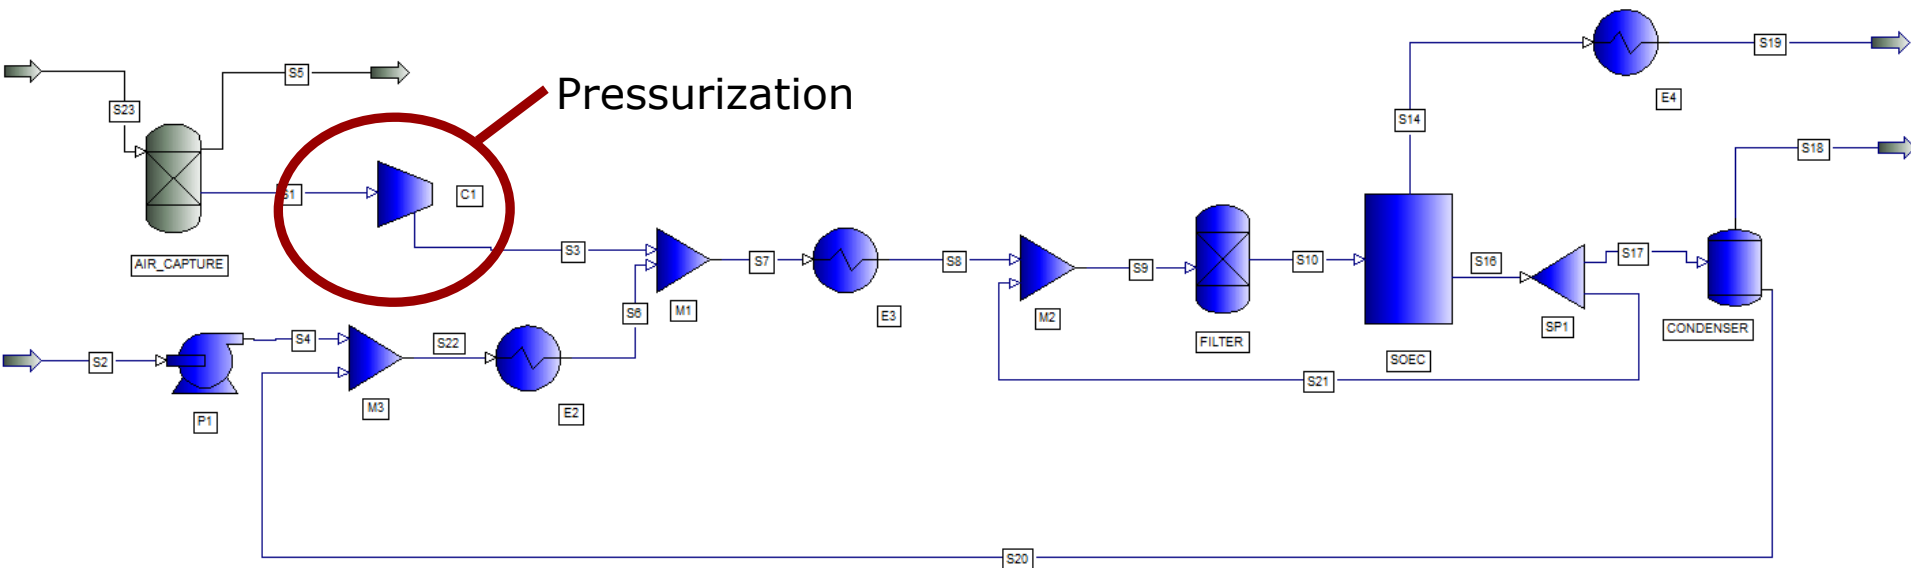 S19
E4
S5
Pressurization
S23
S14
S18
S1
C1
AIR_CAPTURE
S3
S7
S8
S9
S10
S16
S17
S6
M1
E3
M2
FILTER
SOEC
SP1
CONDENSER
S2
S4
S22
P1
M3
E2
S21
S20